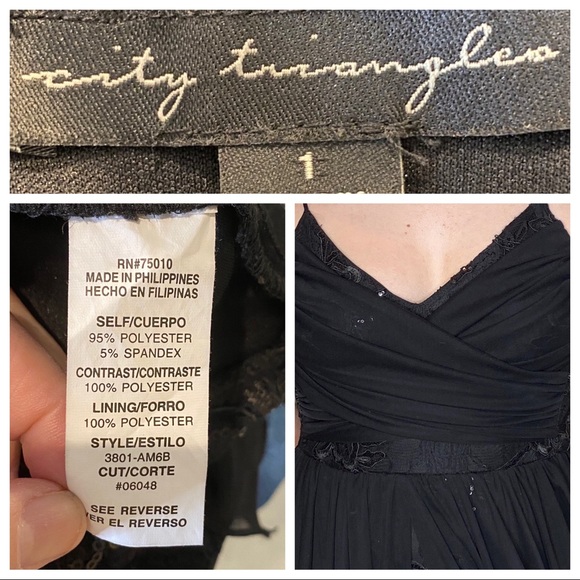 city triangles
1
RN#75010
MADE IN PHILIPPINES
HECHO EN FILIPINAS
SELF/CUERPO
95% POLYESTER
5% SPANDEX
CONTRAST/CONTRASTE
100% POLYESTER
LINING/FORRO
100% POLYESTER
STYLE/ESTILO
3801-AM6B
CUT/CORTE
#06048
SEE REVERSE
VER EL REVERSO